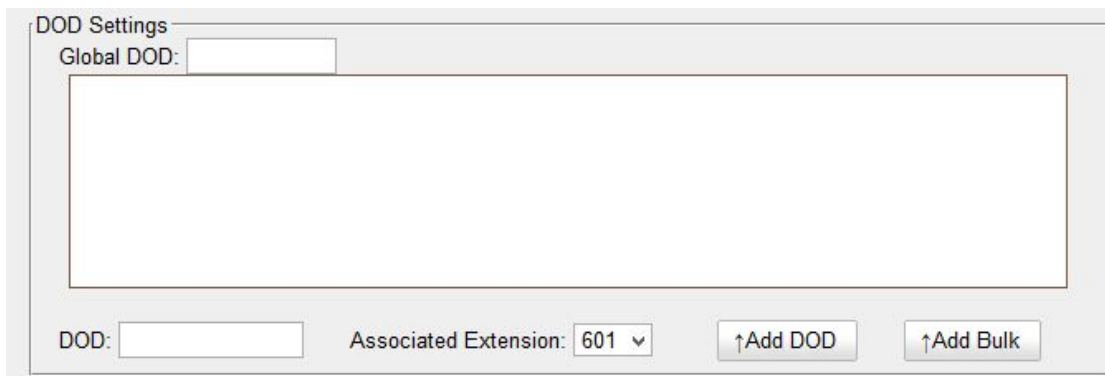 DOD Settings
Global DOD:
DOD: Associated Extension: 601 ↑Add DOD ↑Add Bulk